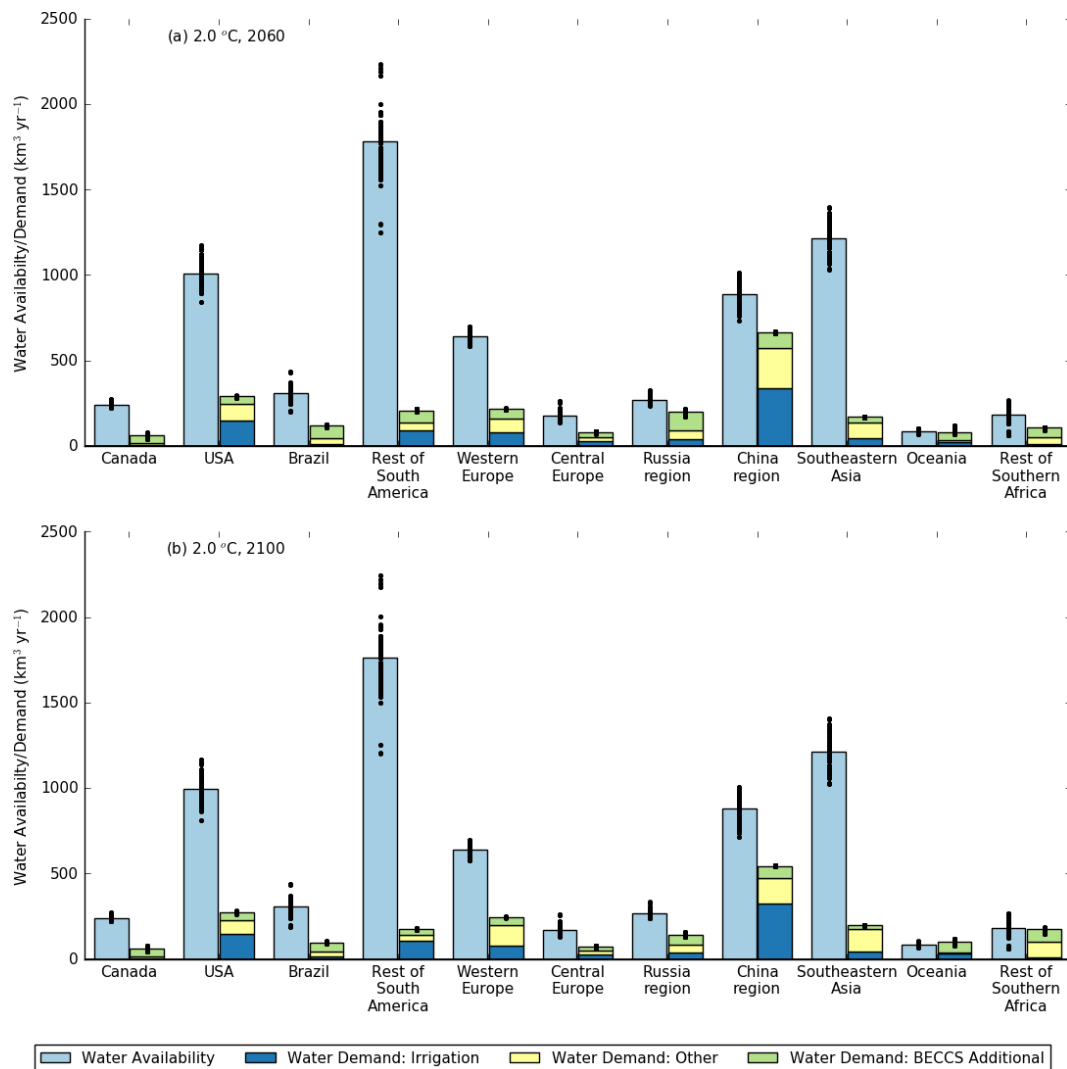 2500
2000
1500
1000
500
0
Water Availabilty/Demand (km³ yr⁻¹)
(a) 2.0 °C, 2060
Canada
USA
Brazil
Rest of
South
America
Western
Europe
Central
Europe
Russia
region
China
region
Southeastern
Asia
Oceania
Rest of
Southern
Africa
2500
2000
1500
1000
500
0
Water Availabilty/Demand (km³ yr⁻¹)
(b) 2.0 °C, 2100
Canada
USA
Brazil
Rest of
South
America
Western
Europe
Central
Europe
Russia
region
China
region
Southeastern
Asia
Oceania
Rest of
Southern
Africa
Water Availability
Water Demand: Irrigation
Water Demand: Other
Water Demand: BECCS Additional